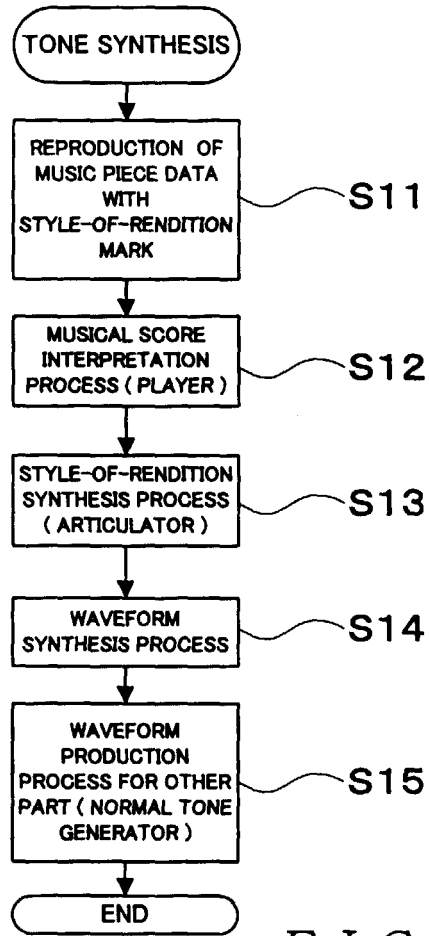 TONE SYNTHESIS
REPRODUCTION OF
MUSIC PIECE DATA
WITH
STYLE-OF-RENDITION
MARK
S11
MUSICAL SCORE
INTERPRETATION
PROCESS ( PLAYER )
S12
STYLE-OF-RENDITION
SYNTHESIS PROCESS
( ARTICULATOR )
S13
WAVEFORM
SYNTHESIS PROCESS
S14
WAVEFORM
PRODUCTION
PROCESS FOR OTHER
PART ( NORMAL TONE
GENERATOR )
S15
END